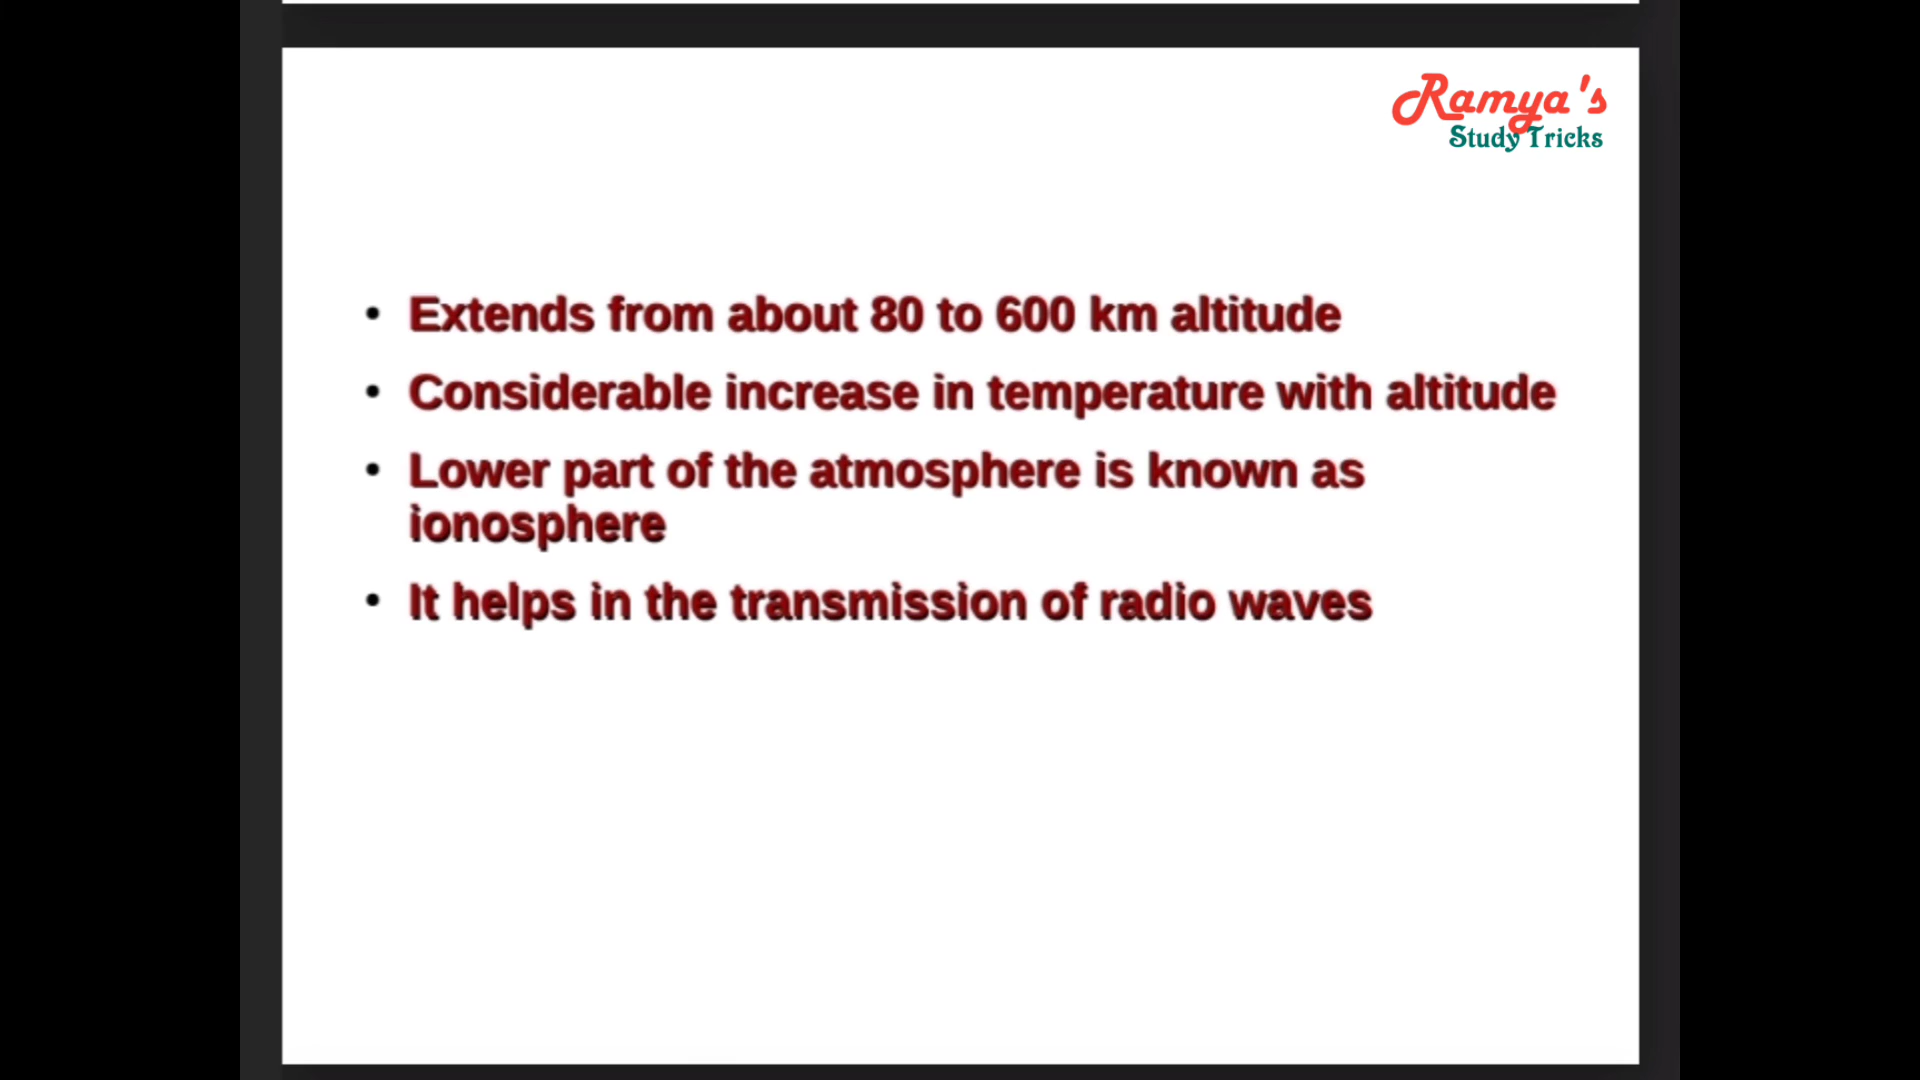 Ramya's
Study Tricks
• Extends from about 80 to 600 km altitude
• Considerable increase in temperature with altitude
• Lower part of the atmosphere is known as
ionosphere
• It helps in the transmission of radio waves